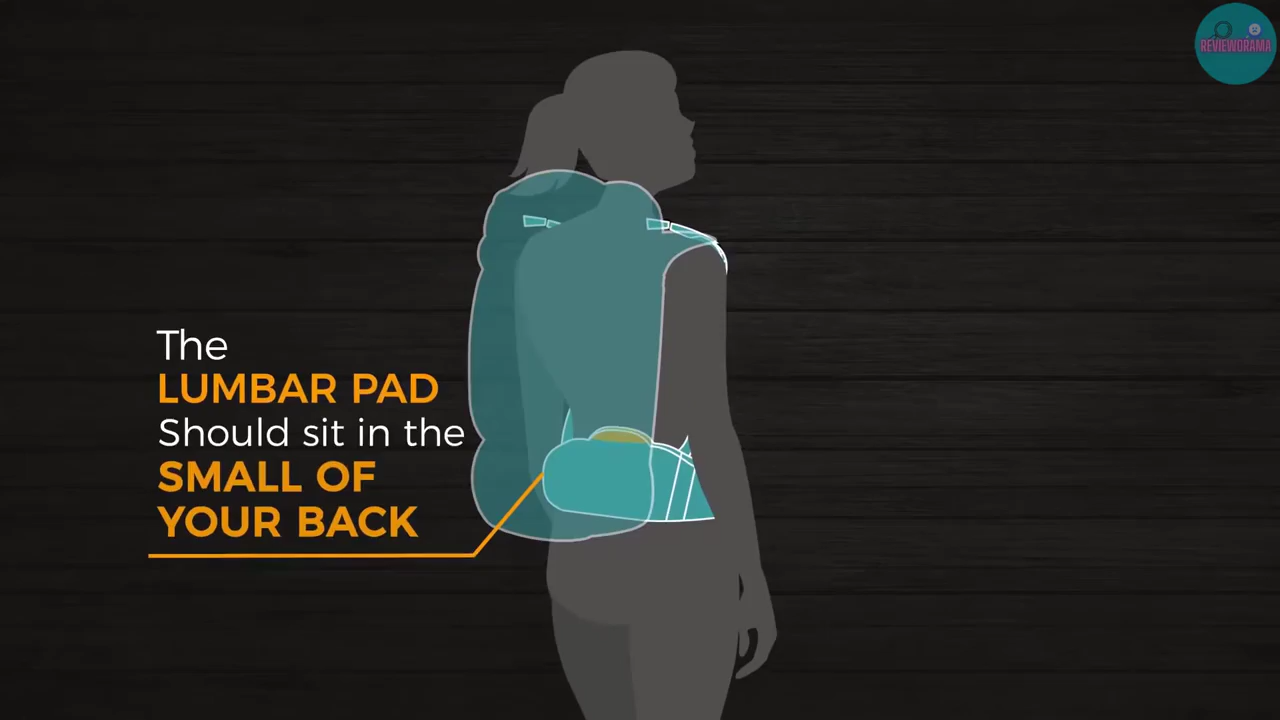 REVIEWORAMA
The
LUMBAR PAD
Should sit in the
SMALL OF
YOUR BACK